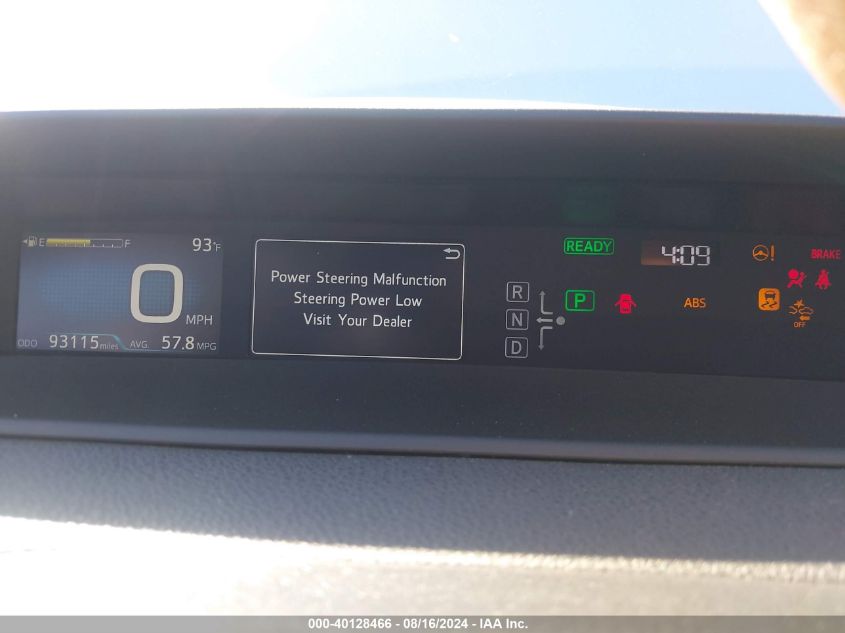 E F 93°F
0 MPH
ODO 93115 miles AVG. 57.8 MPG
Power Steering Malfunction
Steering Power Low
Visit Your Dealer
R
N
D
READY
P
4:09
ABS
BRAKE
OFF
000-40128466 - 08/16/2024 - IAA Inc.